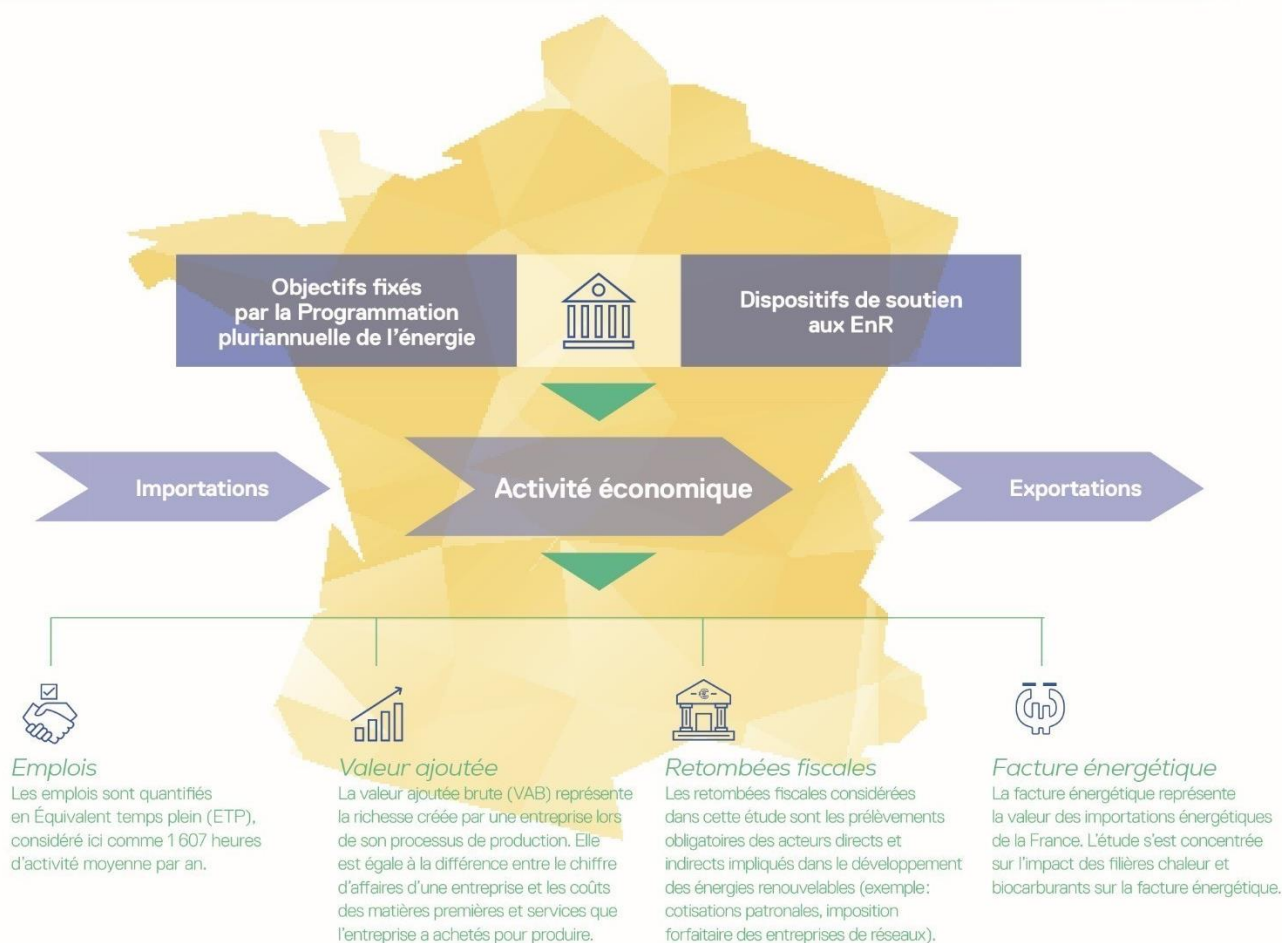 Objectifs fixés
par la Programmation
pluriannuelle de l'énergie
Dispositifs de soutien
aux EnR
Importations
Activité économique
Exportations
Emplois
Les emplois sont quantifiés
en Équivalent temps plein (ETP),
considéré ici comme 1 607 heures
d'activité moyenne par an.
Valeur ajoutée
La valeur ajoutée brute (VAB) représente
la richesse créée par une entreprise lors
de son processus de production. Elle
est égale à la différence entre le chiffre
d'affaires d'une entreprise et les coûts
des matières premières et services que
l'entreprise a achetés pour produire.
Retombées fiscales
Les retombées fiscales considérées
dans cette étude sont les prélèvements
obligatoires des acteurs directs et
indirects impliqués dans le développement
des énergies renouvelables (exemple :
cotisations patronales, imposition
forfaitaire des entreprises de réseaux).
Facture énergétique
La facture énergétique représente
la valeur des importations énergétiques
de la France. L'étude s'est concentrée
sur l'impact des filières chaleur et
biocarburants sur la facture énergétique.